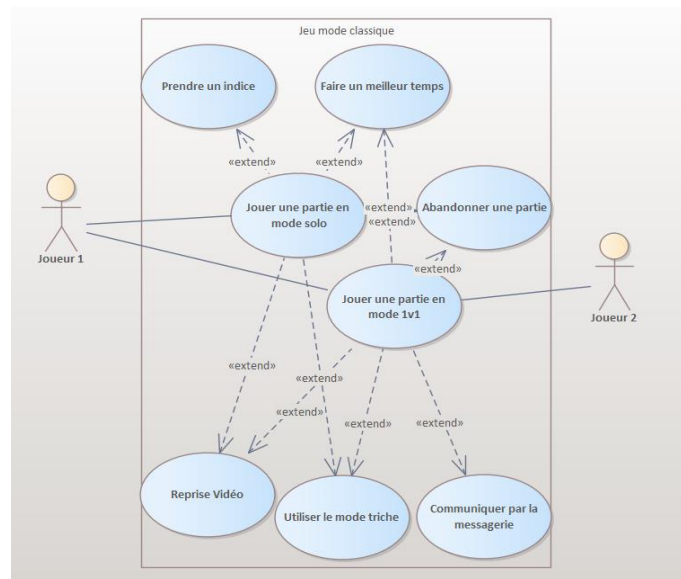 Jeu mode classique
Prendre un indice
Faire un meilleur temps
«extend»
«extend»
Jouer une partie en
mode solo
«extend»
«extend»
Abandonner une partie
Joueur 1
«extend»
Jouer une partie en
mode 1v1
Joueur 2
«extend»
«extend»
«extend»
«extend»
«extend»
Reprise Vidéo
Utiliser le mode triche
Communiquer par la
messagerie